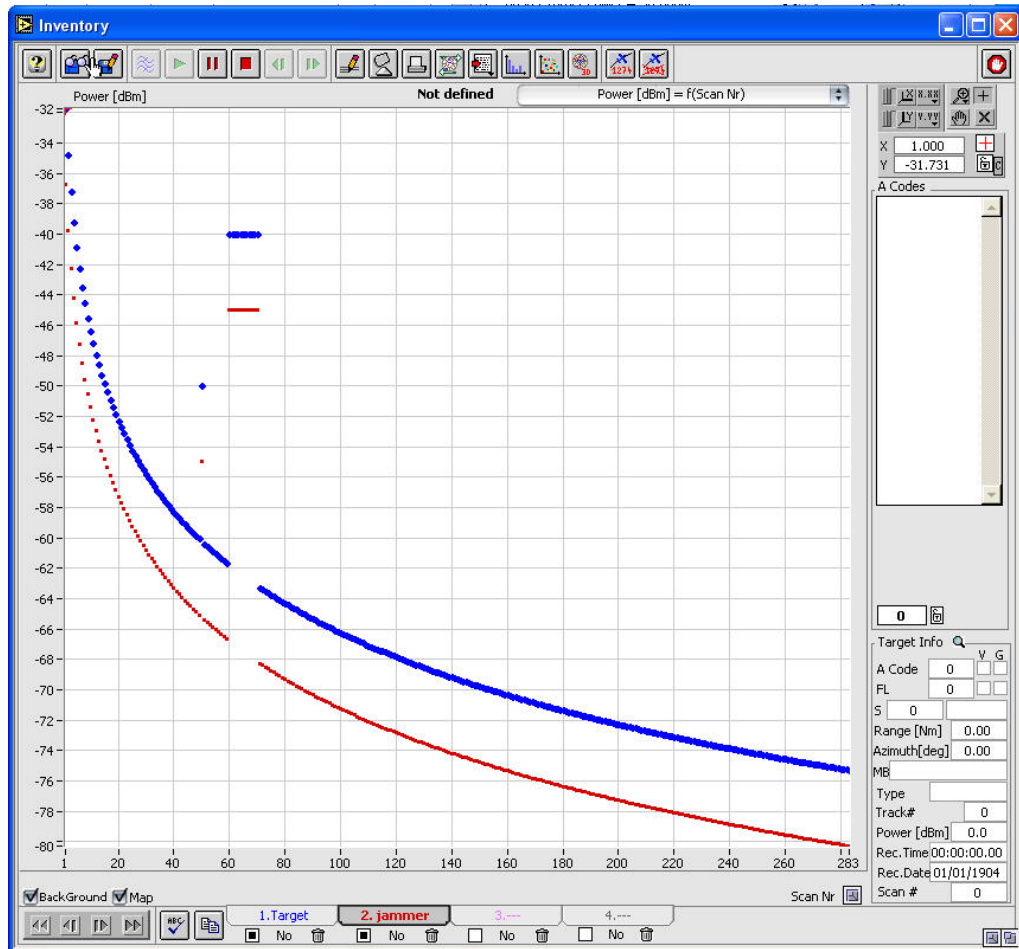 Inventory
Power [dBm]
Not defined
Power [dBm] = f(Scan Nr)
-32
-34
-36
-38
-40
-42
-44
-46
-48
-50
-52
-54
-56
-58
-60
-62
-64
-66
-68
-70
-72
-74
-76
-78
-80
1 20 40 60 80 100 120 140 160 180 200 220 240 260 283
X 1.000
Y -31.731
C
A Codes
0
Target Info
V G
A Code 0
FL 0
S 0
Range [Nm] 0.00
Azimuth[deg] 0.00
MB
Type
Track# 0
Power [dBm] 0.0
Rec.Time 00:00:00.00
Rec.Date 01/01/1904
Scan # 0
BackGround Map
Scan Nr
ABC
1.Target 2. jammer 3.--- 4.---
No No No No